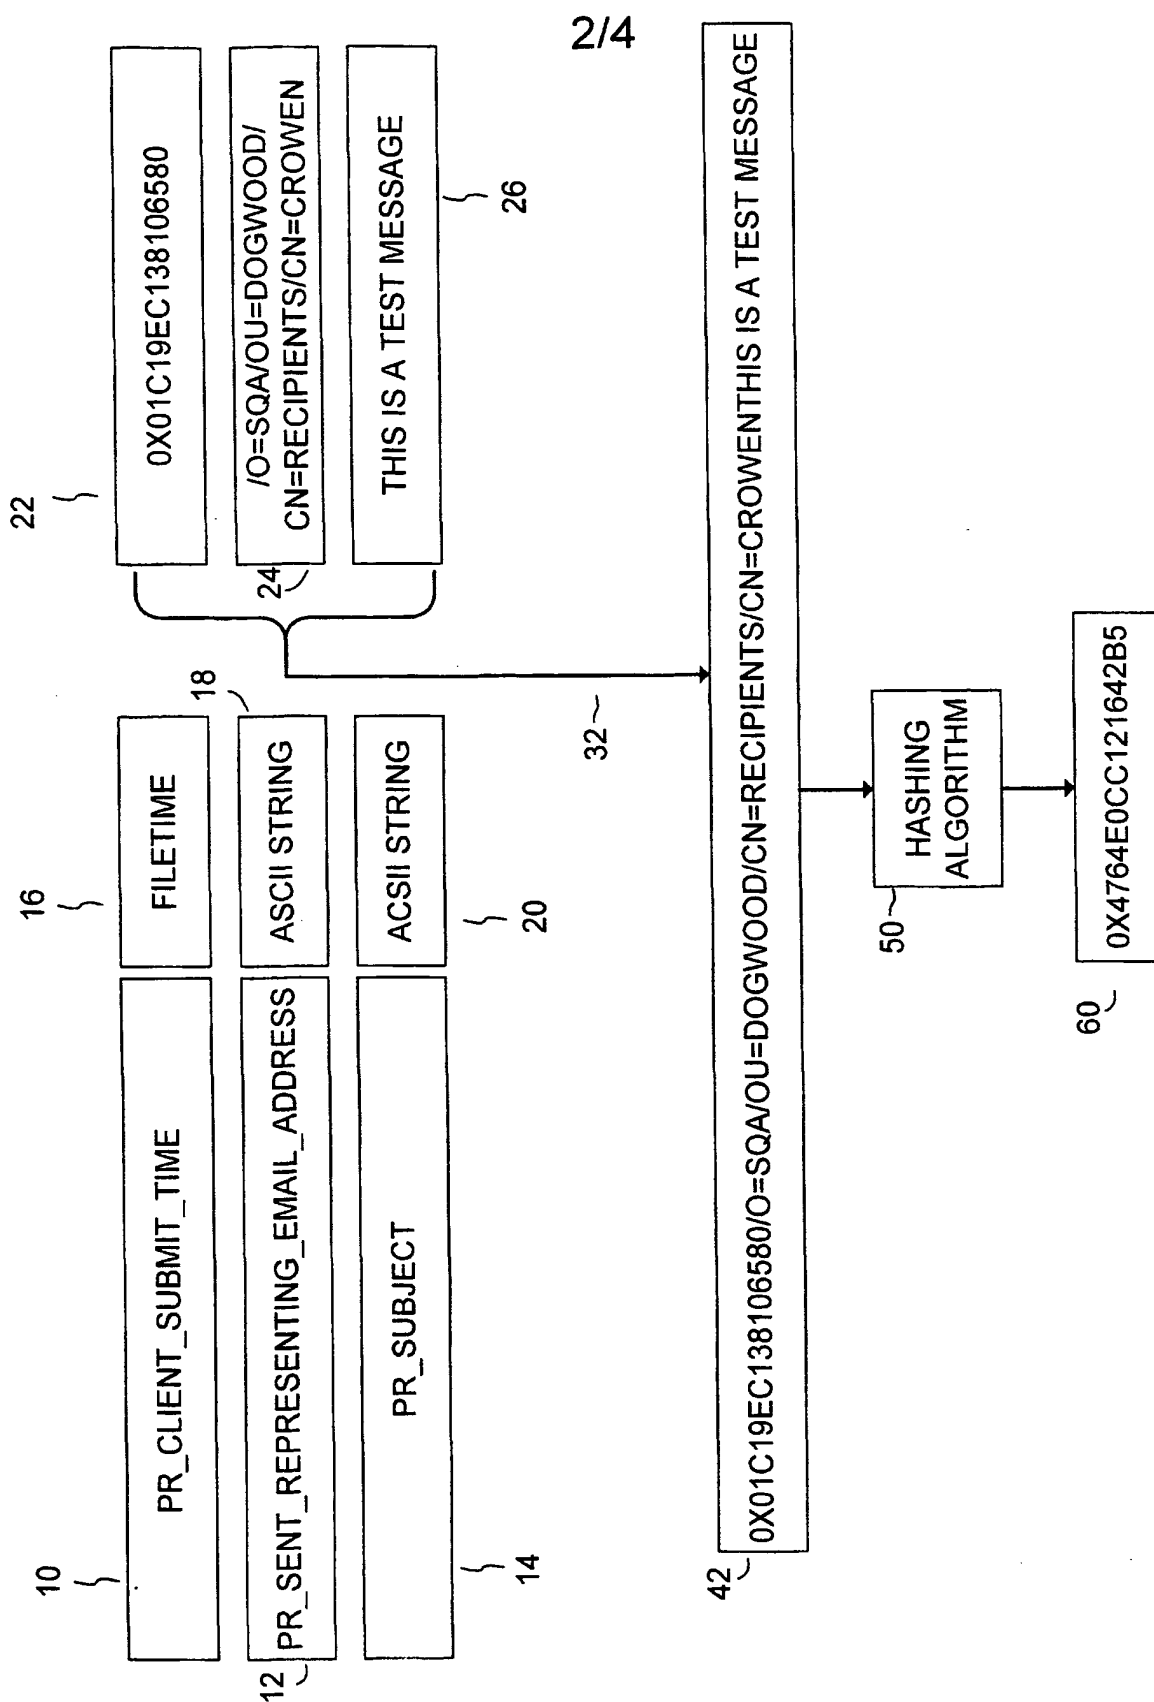 2/4
10
PR_CLIENT_SUBMIT_TIME
16
FILETIME
22
0X01C19EC138106580
12
PR_SENT_REPRESENTING_EMAIL_ADDRESS
18
ASCII STRING
24
/O=SQA/OU=DOGWOOD/
CN=RECIPIENTS/CN=CROWEN
14
PR_SUBJECT
20
ACSII STRING
26
THIS IS A TEST MESSAGE
32
42
0X01C19EC138106580/O=SQA/OU=DOGWOOD/CN=RECIPIENTS/CN=CROWENTHIS IS A TEST MESSAGE
50
HASHING
ALGORITHM
60
0X4764E0CC121642B5